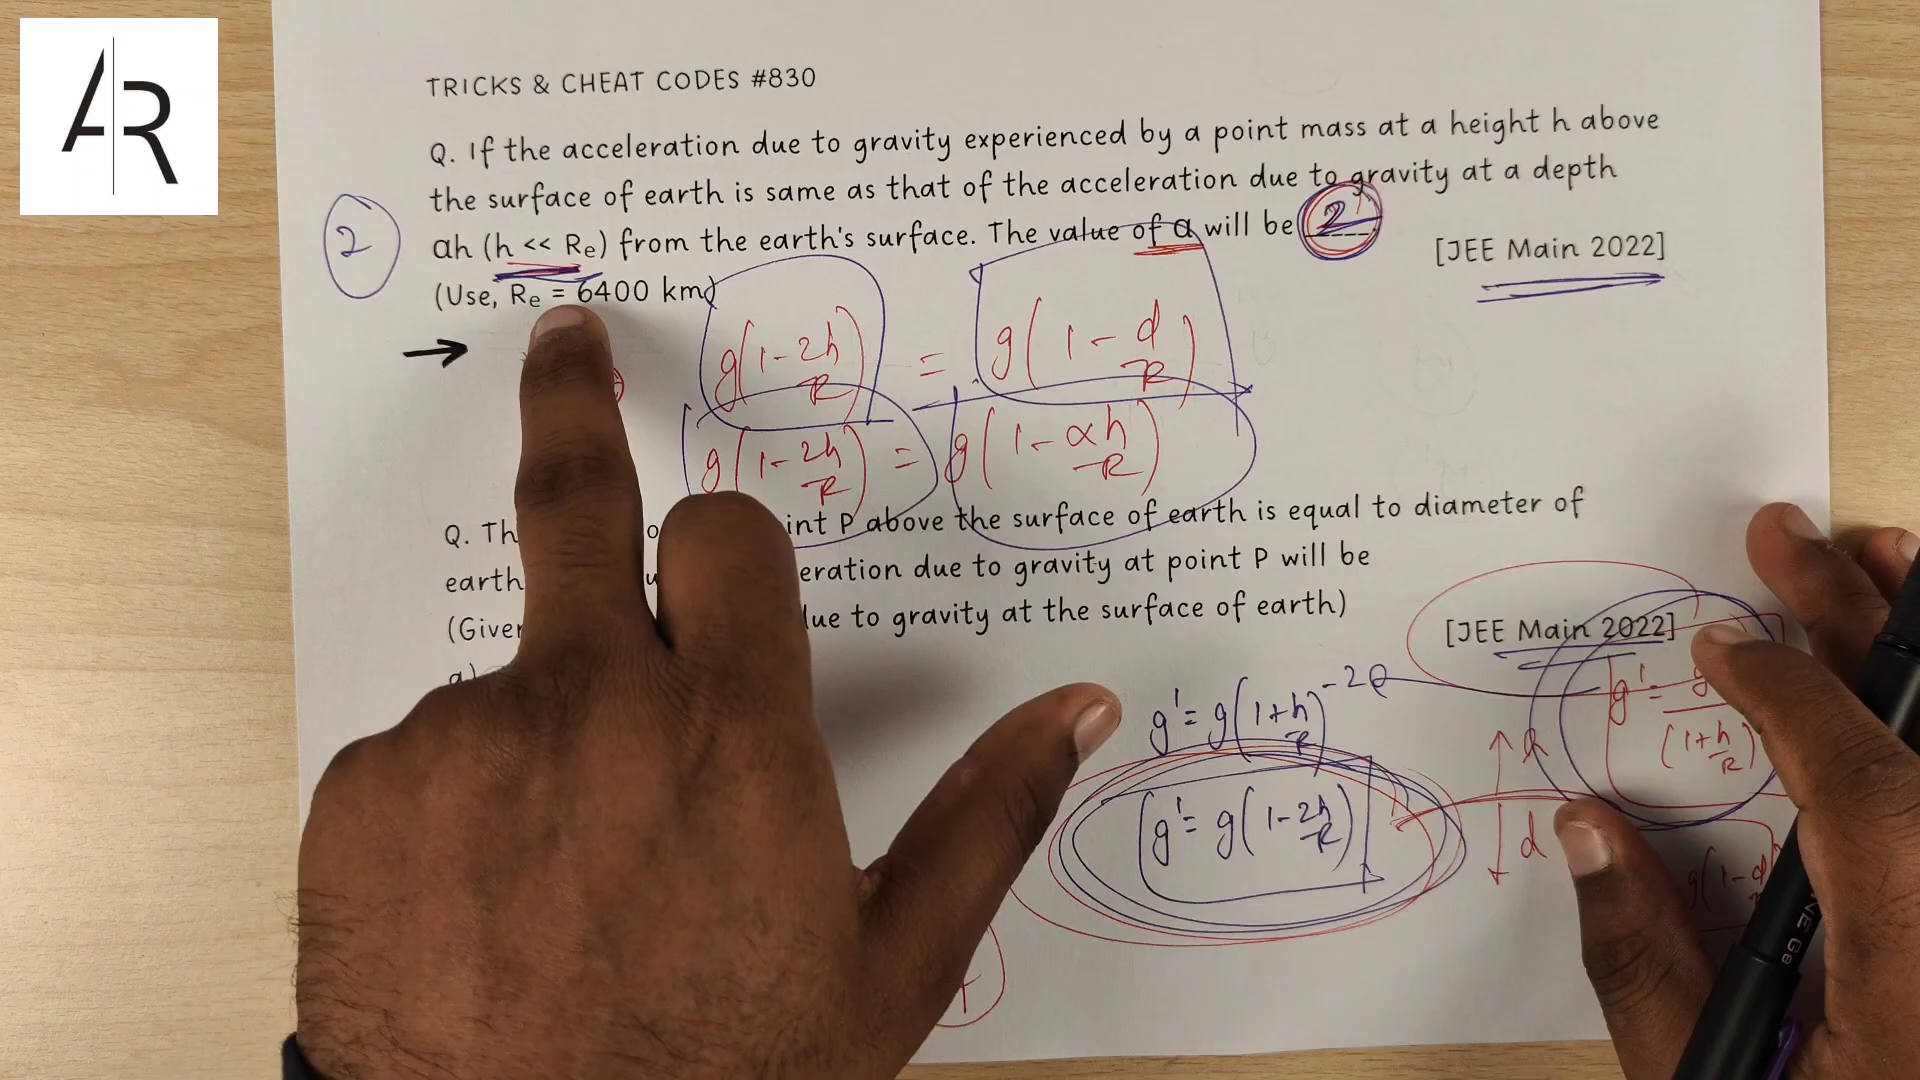 AR
TRICKS & CHEAT CODES #830
Q. If the acceleration due to gravity experienced by a point mass at a height h above
the surface of earth is same as that of the acceleration due to gravity at a depth
αh (h << Re) from the earth's surface. The value of α will be 2
2
[JEE Main 2022]
(Use, Re = 6400 km)
g(1-2h/R) = g(1-d/R)
g(1-2h/R) = g(1-αh/R)
Q. Th int P above the surface of earth is equal to diameter of
earth eration due to gravity at point P will be
due to gravity at the surface of earth)
[JEE Main 2022]
a)
g'= g(1+h/R)-2
g'= g/(1+h/R)
h
g'= g(1-2h/R)
d
g(1-d